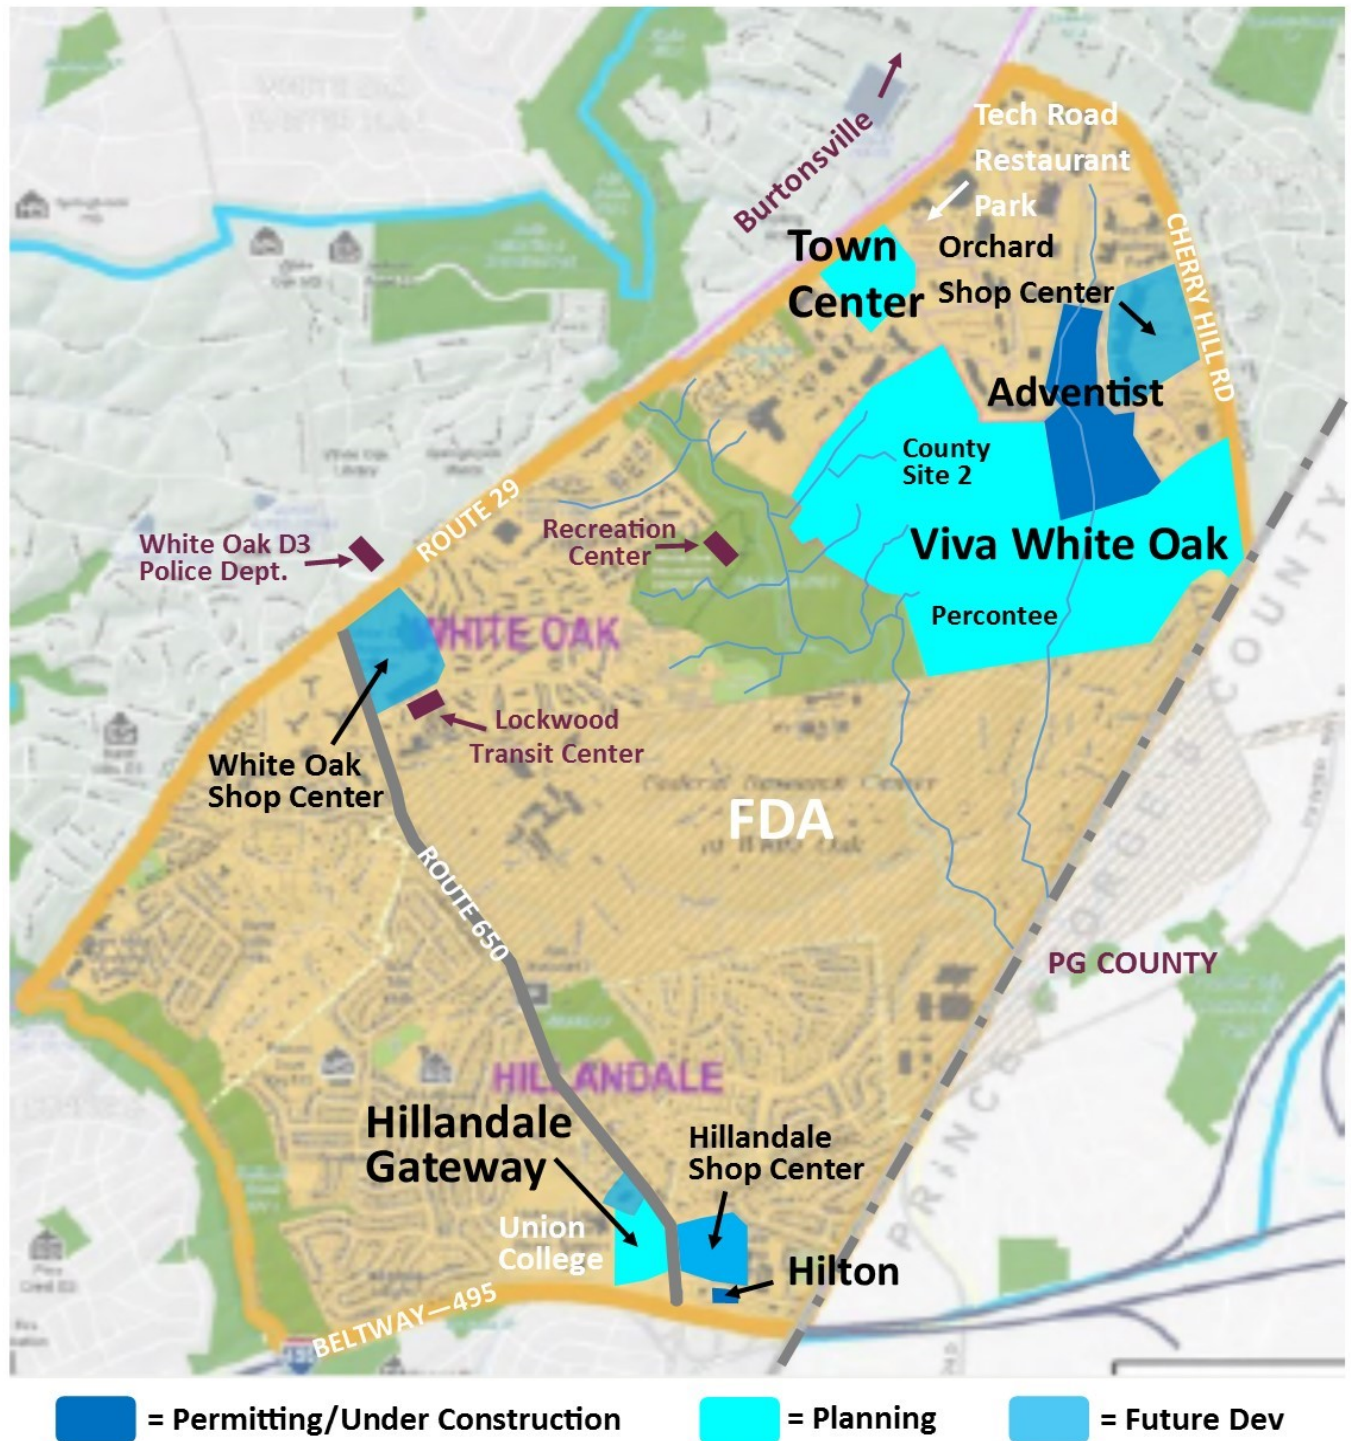 Tech Road
Restaurant
Park
Burtonsville
Town
Center
Orchard
Shop Center
CHERRY HILL RD
Adventist
County
Site 2
ROUTE 29
Recreation
Center
White Oak D3
Police Dept.
Viva White Oak
Percontee
WHITE OAK
Lockwood
Transit Center
White Oak
Shop Center
FDA
ROUTE 650
PG COUNTY
PRINCE GEORGE COUNTY
HILLANDALE
Hillandale
Gateway
Hillandale
Shop Center
Union
College
Hilton
BELTWAY—495
= Permitting/Under Construction
= Planning
= Future Dev